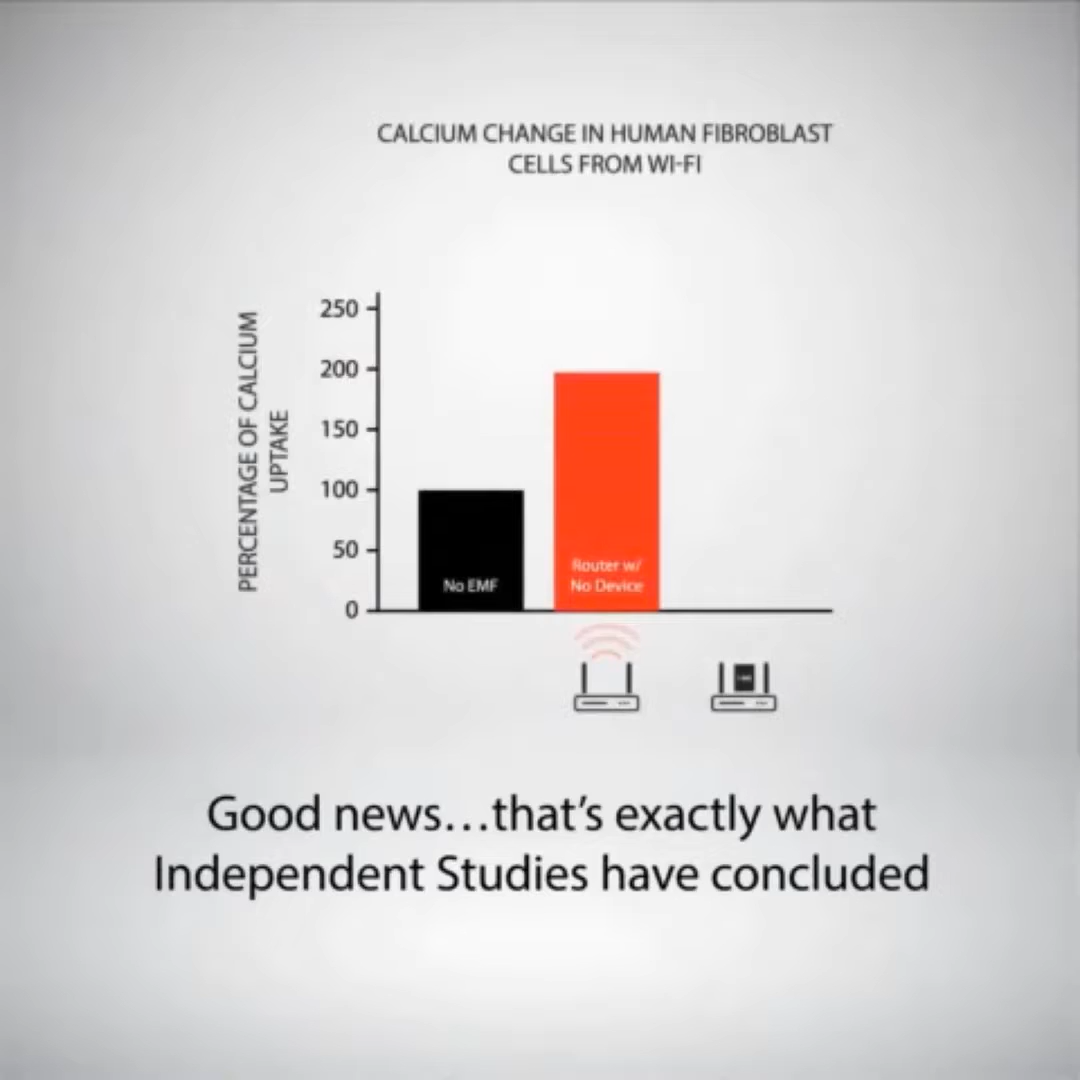 CALCIUM CHANGE IN HUMAN FIBROBLAST
CELLS FROM WI-FI
PERCENTAGE OF CALCIUM
UPTAKE
250
200
150
100
50
0
No EMF
Router w/
No Device
Good news...that's exactly what
Independent Studies have concluded